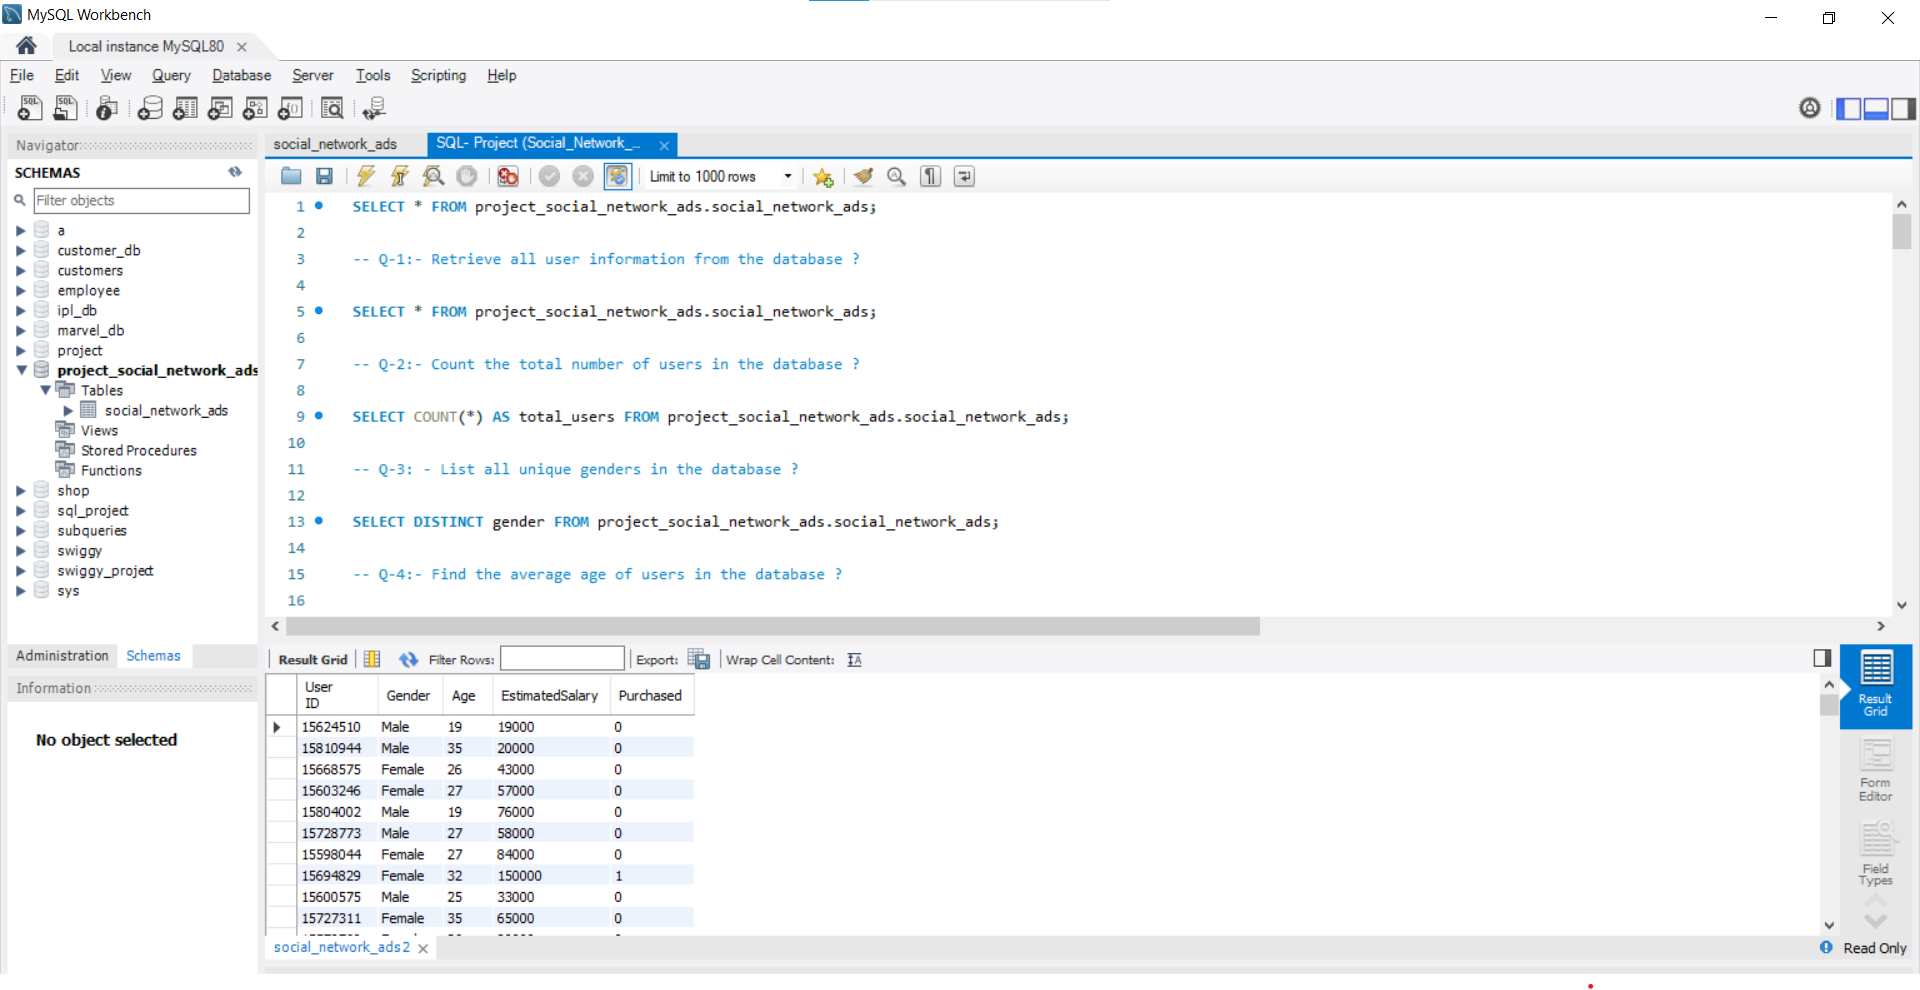 MySQL Workbench
Local instance MySQL80
File Edit View Query Database Server Tools Scripting Help
Navigator
SCHEMAS
Filter objects
a
customer_db
customers
employee
ipl_db
marvel_db
project
project_social_network_ads
Tables
social_network_ads
Views
Stored Procedures
Functions
shop
sql_project
subqueries
swiggy
swiggy_project
sys
Administration Schemas
Information
No object selected
social_network_ads SQL- Project (Social_Network_...
Limit to 1000 rows
1 SELECT * FROM project_social_network_ads.social_network_ads;
2
3 -- Q-1:- Retrieve all user information from the database ?
4
5 SELECT * FROM project_social_network_ads.social_network_ads;
6
7 -- Q-2:- Count the total number of users in the database ?
8
9 SELECT COUNT(*) AS total_users FROM project_social_network_ads.social_network_ads;
10
11 -- Q-3: - List all unique genders in the database ?
12
13 SELECT DISTINCT gender FROM project_social_network_ads.social_network_ads;
14
15 -- Q-4:- Find the average age of users in the database ?
16
Result Grid Filter Rows: Export: Wrap Cell Content:
User ID Gender Age EstimatedSalary Purchased
15624510 Male 19 19000 0
15810944 Male 35 20000 0
15668575 Female 26 43000 0
15603246 Female 27 57000 0
15804002 Male 19 76000 0
15728773 Male 27 58000 0
15598044 Female 27 84000 0
15694829 Female 32 150000 1
15600575 Male 25 33000 0
15727311 Female 35 65000 0
Result
Grid
Form
Editor
Field
Types
social_network_ads2
Read Only